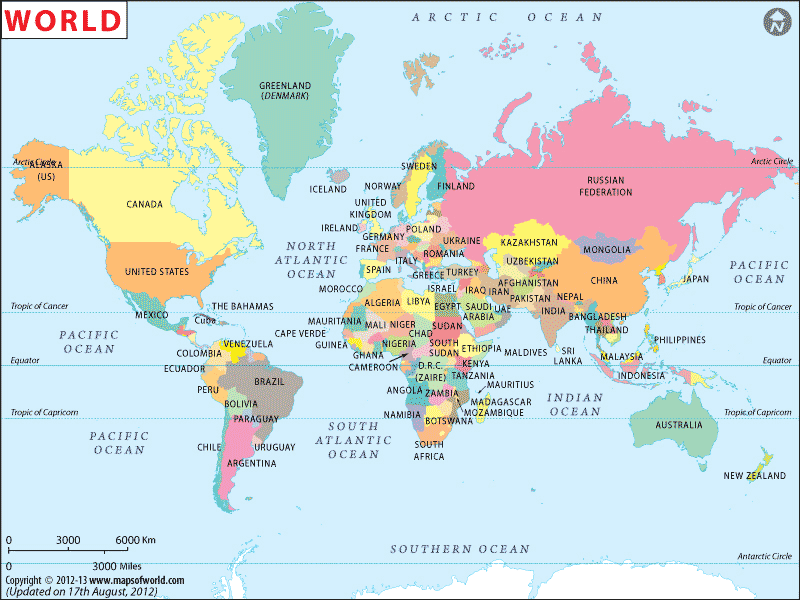 WORLD
ARCTIC OCEAN
N
GREENLAND
(DENMARK)
Arctic Circle
ALASKA
(US)
Arctic Circle
SWEDEN
RUSSIAN
FEDERATION
ICELAND
NORWAY
FINLAND
CANADA
UNITED
KINGDOM
IRELAND
POLAND
GERMANY
UKRAINE
FRANCE
KAZAKHSTAN
NORTH
ATLANTIC
OCEAN
ROMANIA
MONGOLIA
ITALY
UZBEKISTAN
PACIFIC
OCEAN
UNITED STATES
SPAIN
GREECE
TURKEY
JAPAN
CHINA
AFGHANISTAN
MOROCCO
ISRAEL
IRAQ
IRAN
PAKISTAN
NEPAL
ALGERIA
LIBYA
EGYPT
SAUDI
ARABIA
UAE
INDIA
Tropic of Cancer
THE BAHAMAS
Tropic of Cancer
MEXICO
Cuba
MAURITANIA
MALI
NIGER
SUDAN
BANGLADESH
THAILAND
CAPE VERDE
CHAD
PACIFIC
OCEAN
VENEZUELA
GUINEA
NIGERIA
SOUTH
SUDAN
ETHIOPIA
PHILIPPINES
COLOMBIA
GHANA
MALDIVES
SRI
LANKA
MALAYSIA
Equator
CAMEROON
D.R.C.
(ZAIRE)
KENYA
Equator
ECUADOR
TANZANIA
INDONESIA
BRAZIL
PERU
ANGOLA
ZAMBIA
MAURITIUS
BOLIVIA
MADAGASCAR
INDIAN
OCEAN
Tropic of Capricorn
NAMIBIA
MOZAMBIQUE
Tropic of Capricorn
PARAGUAY
BOTSWANA
AUSTRALIA
PACIFIC
OCEAN
SOUTH
ATLANTIC
OCEAN
CHILE
URUGUAY
SOUTH
AFRICA
ARGENTINA
NEW ZEALAND
0 3000 6000 Km
SOUTHERN OCEAN
Antarctic Circle
0 3000 Miles
Copyright © 2012-13 www.mapsofworld.com
(Updated on 17th August, 2012)